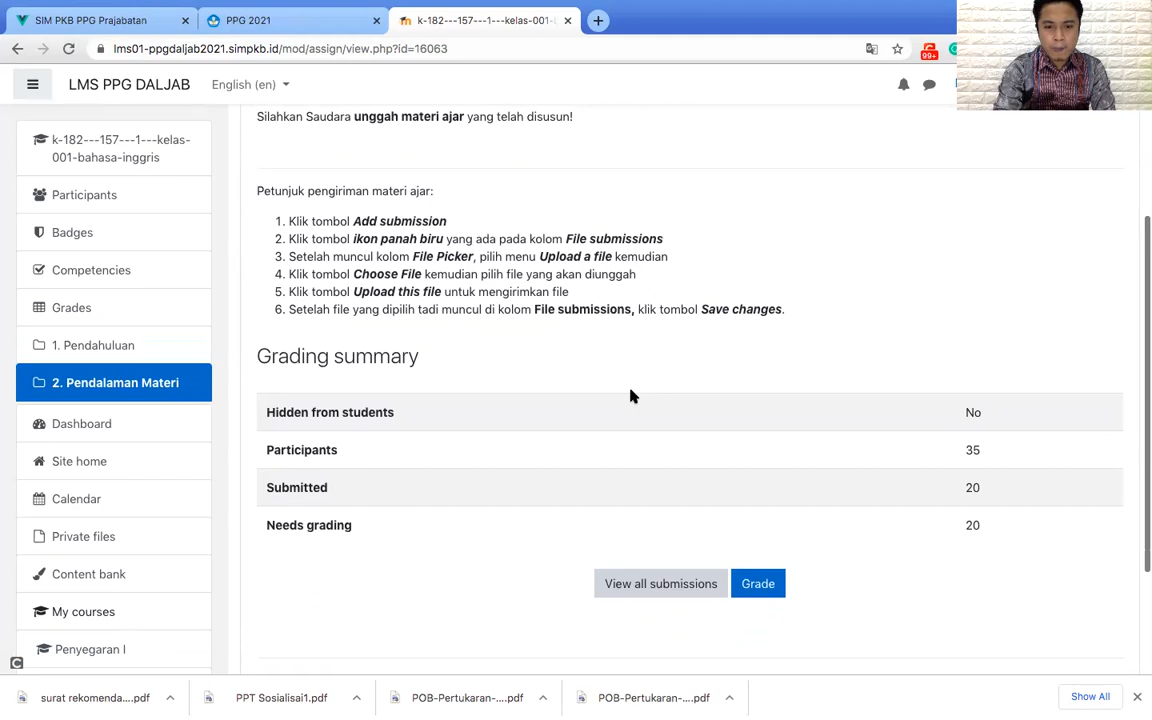 SIM PKB PPG Prajabatan
PPG 2021
k-182---157---1---kelas-001-b
lms01-ppgdaljab2021.simpkb.id/mod/assign/view.php?id=16063
99+
LMS PPG DALJAB
English (en)
k-182---157---1---kelas-
001-bahasa-inggris
Participants
Badges
Competencies
Grades
1. Pendahuluan
2. Pendalaman Materi
Dashboard
Site home
Calendar
Private files
Content bank
My courses
Penyegaran I
Silahkan Saudara unggah materi ajar yang telah disusun!
Petunjuk pengiriman materi ajar:
1. Klik tombol Add submission
2. Klik tombol ikon panah biru yang ada pada kolom File submissions
3. Setelah muncul kolom File Picker, pilih menu Upload a file kemudian
4. Klik tombol Choose File kemudian pilih file yang akan diunggah
5. Klik tombol Upload this file untuk mengirimkan file
6. Setelah file yang dipilih tadi muncul di kolom File submissions, klik tombol Save changes.
Grading summary
Hidden from students No
Participants 35
Submitted 20
Needs grading 20
View all submissions Grade
surat rekomenda....pdf
PPT Sosialisai1.pdf
POB-Pertukaran-....pdf
POB-Pertukaran-....pdf
Show All